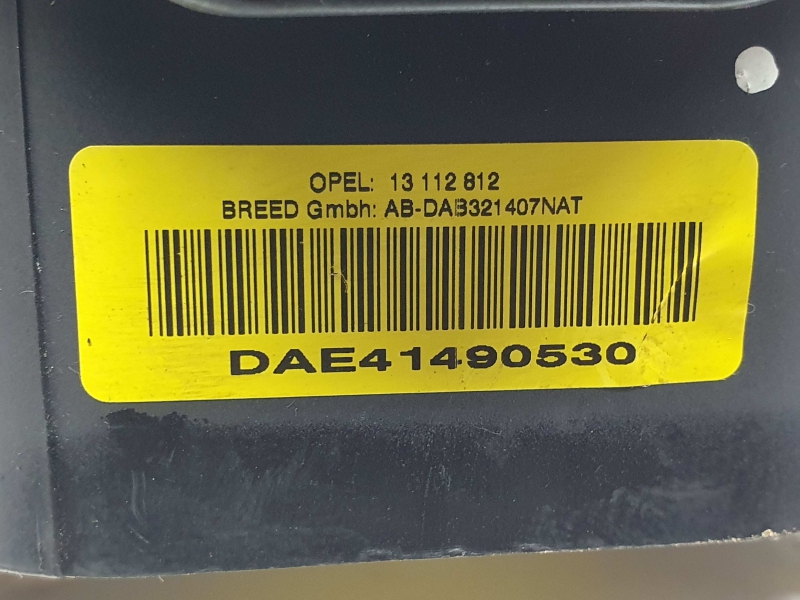 OPEL: 13 112 812
BREED Gmbh: AB-DAB321407NAT
DAE41490530